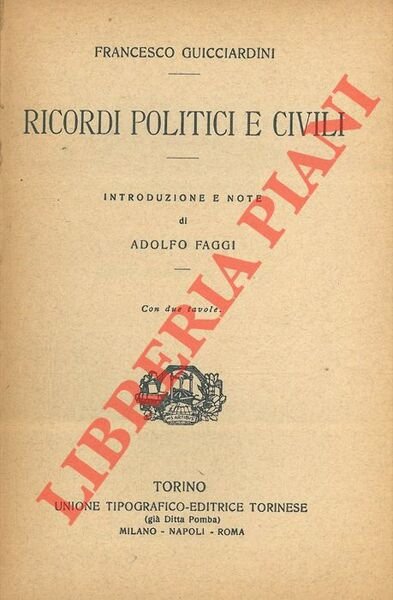 FRANCESCO GUICCIARDINI
RICORDI POLITICI E CIVILI
INTRODUZIONE E NOTE
di
ADOLFO FAGGI
Con due tavole.
TORINO
UNIONE TIPOGRAFICO-EDITRICE TORINESE
(già Ditta Pomba)
MILANO - NAPOLI - ROMA
LIBRERIA PIANI